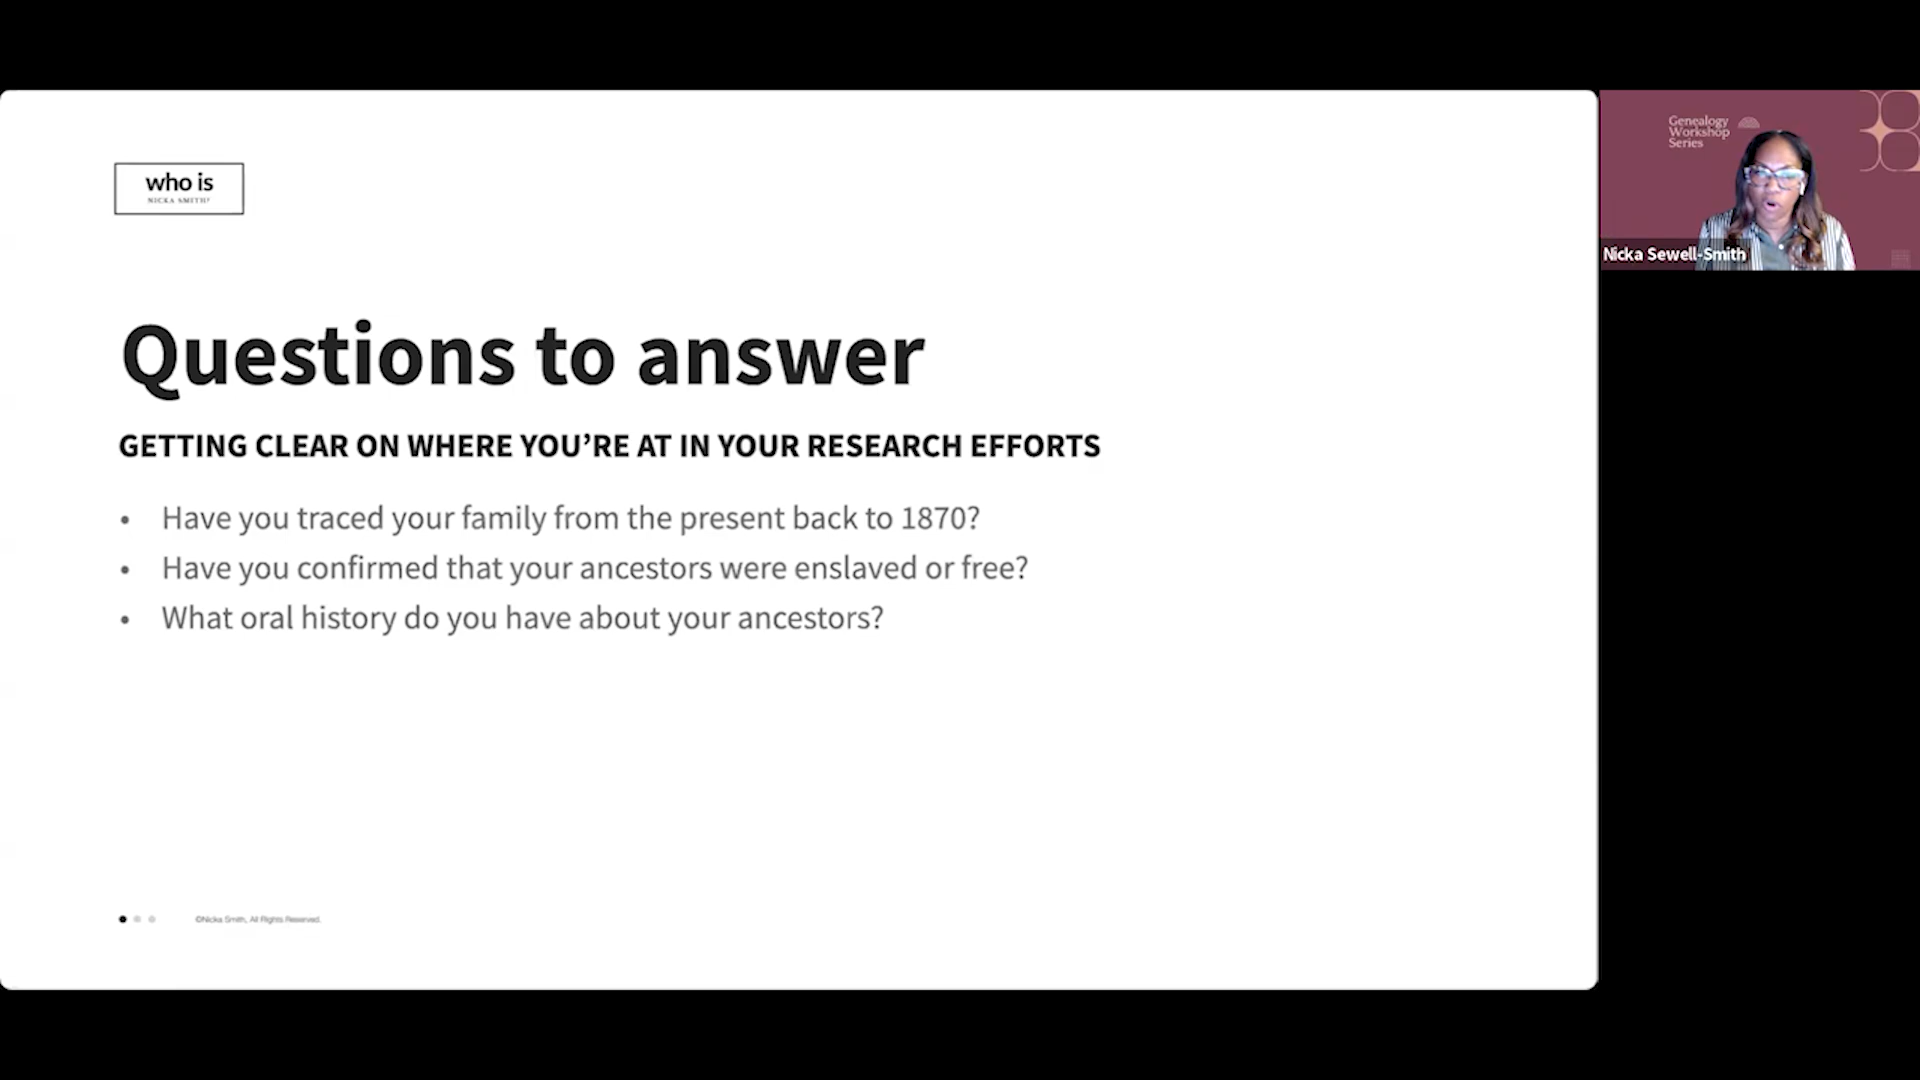 who is
NICKA SMITH?
Questions to answer
GETTING CLEAR ON WHERE YOU’RE AT IN YOUR RESEARCH EFFORTS
• Have you traced your family from the present back to 1870?
• Have you confirmed that your ancestors were enslaved or free?
• What oral history do you have about your ancestors?
©Nicka Smith, All Rights Reserved.
Genealogy
Workshop
Series
Nicka Sewell-Smith